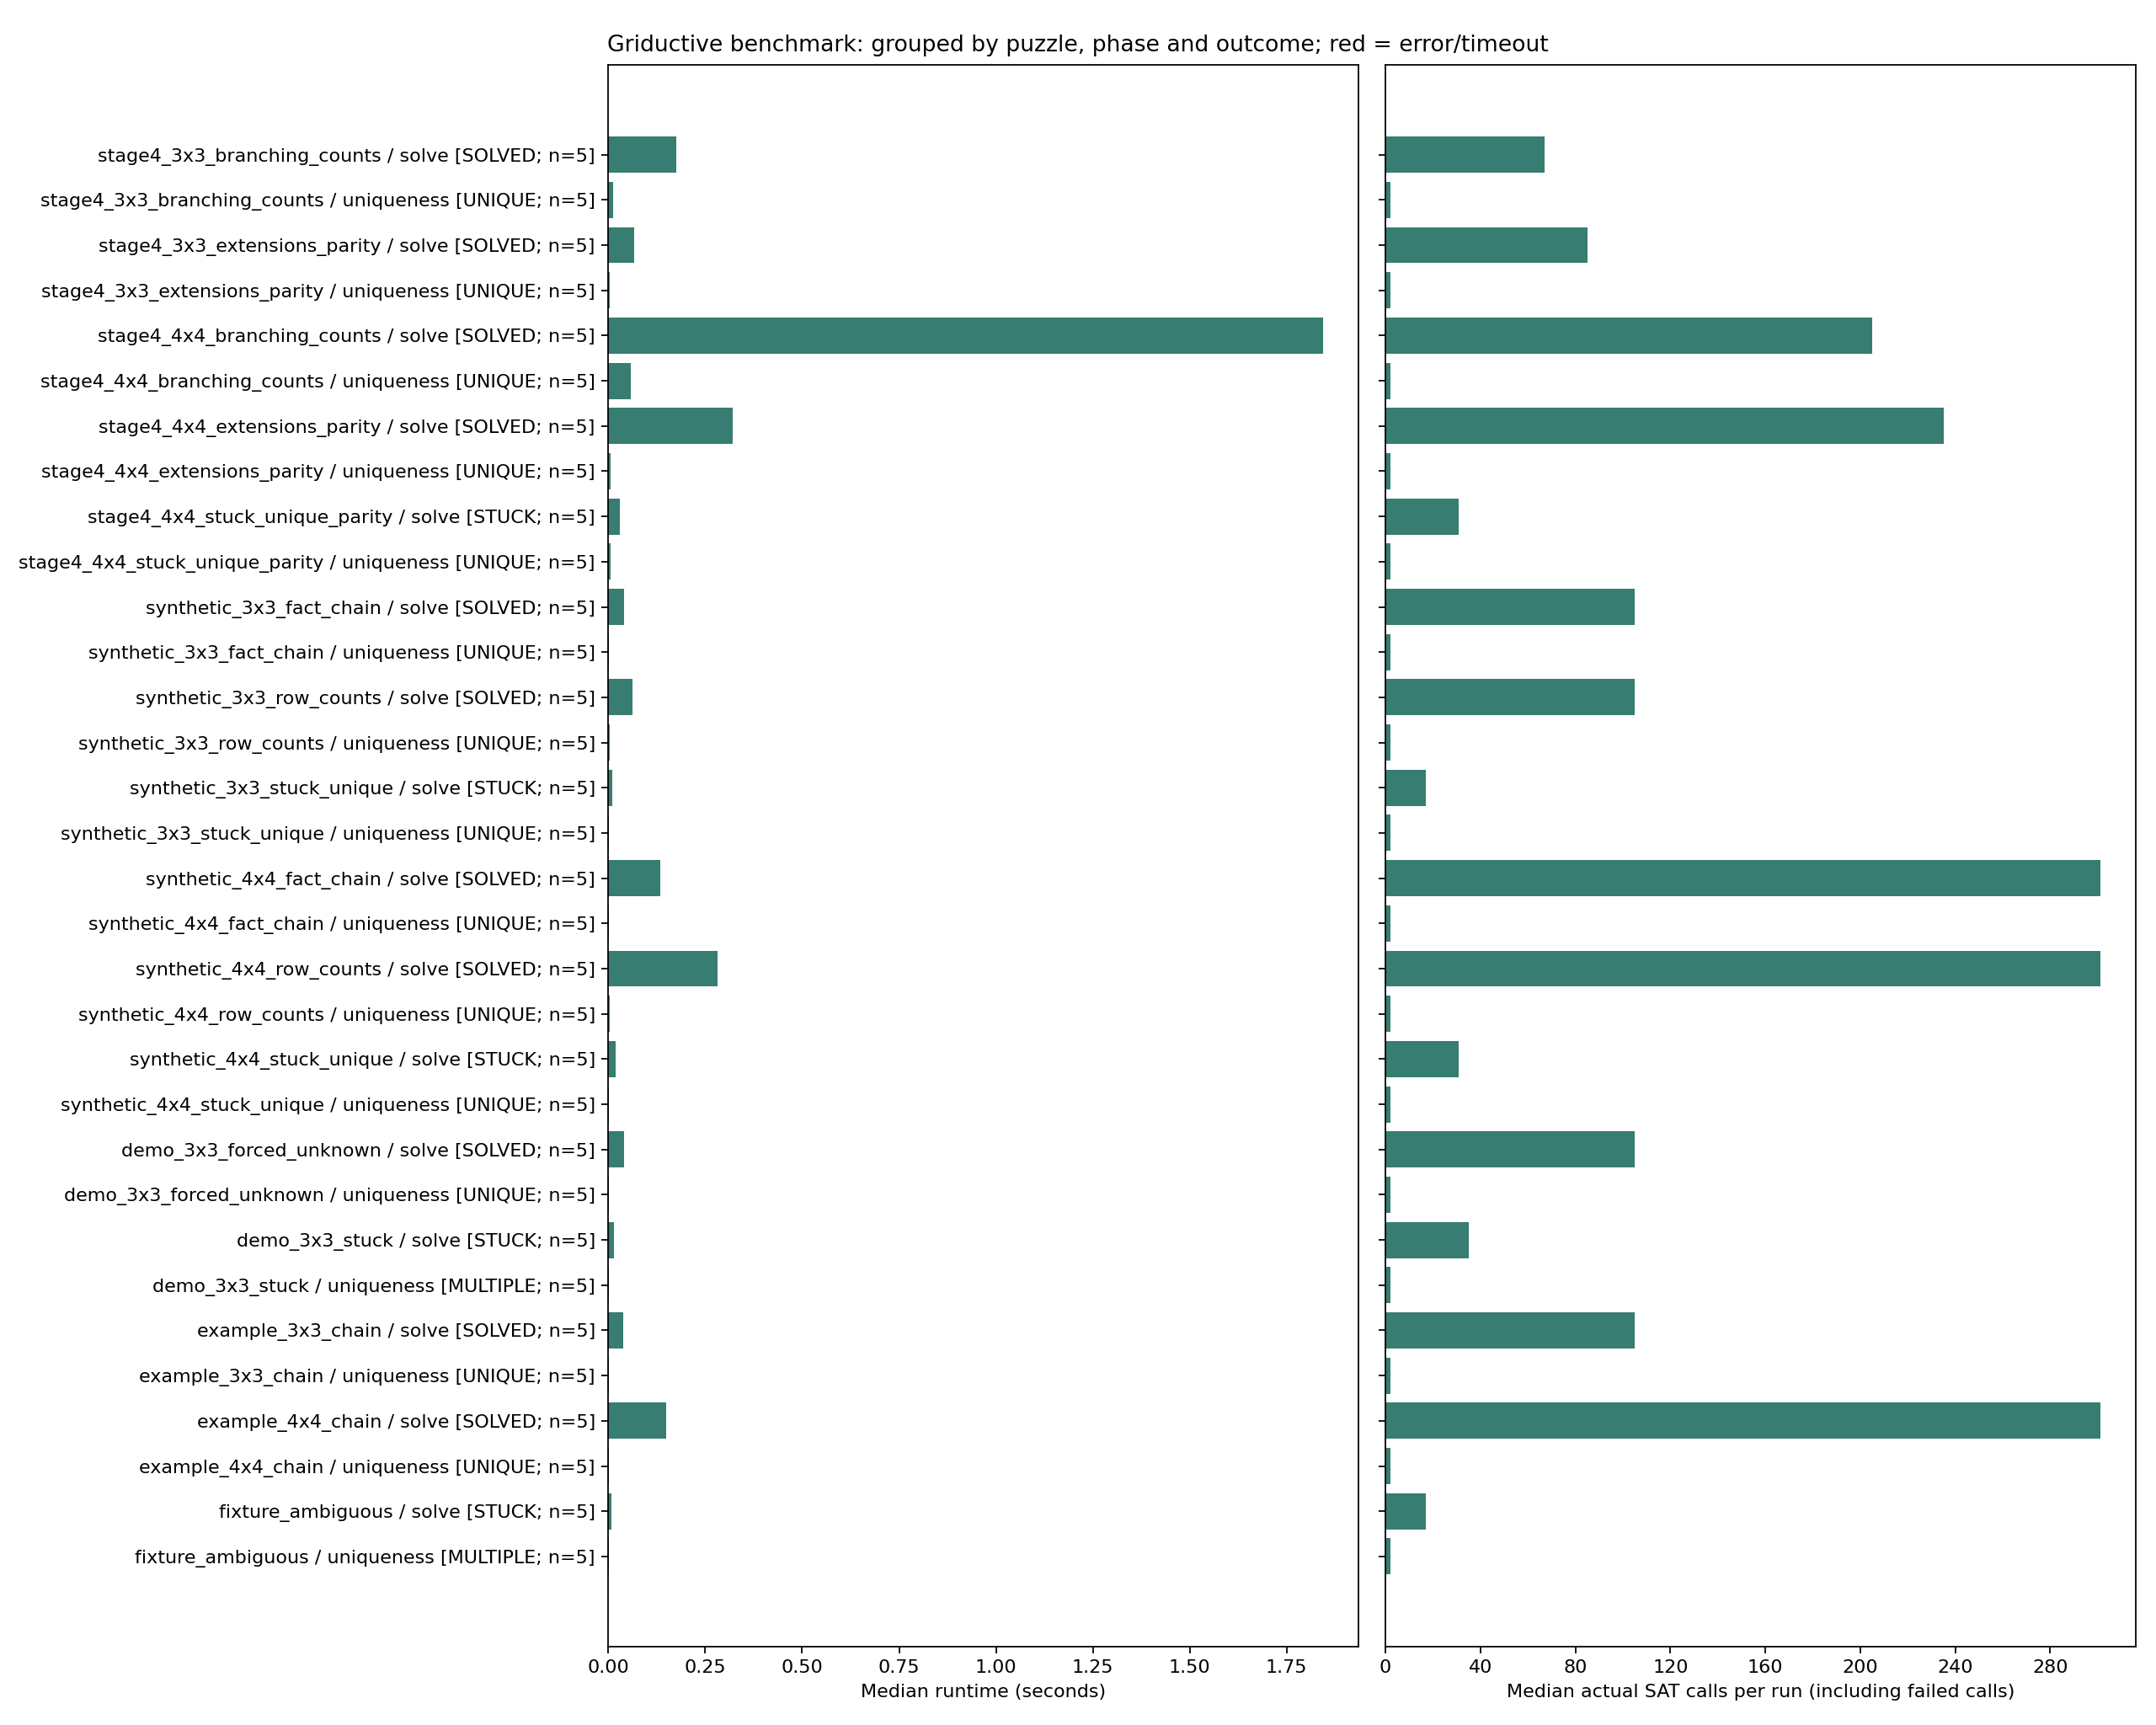 Griductive benchmark: grouped by puzzle, phase and outcome; red = error/timeout
stage4_3x3_branching_counts / solve [SOLVED; n=5]
stage4_3x3_branching_counts / uniqueness [UNIQUE; n=5]
stage4_3x3_extensions_parity / solve [SOLVED; n=5]
stage4_3x3_extensions_parity / uniqueness [UNIQUE; n=5]
stage4_4x4_branching_counts / solve [SOLVED; n=5]
stage4_4x4_branching_counts / uniqueness [UNIQUE; n=5]
stage4_4x4_extensions_parity / solve [SOLVED; n=5]
stage4_4x4_extensions_parity / uniqueness [UNIQUE; n=5]
stage4_4x4_stuck_unique_parity / solve [STUCK; n=5]
stage4_4x4_stuck_unique_parity / uniqueness [UNIQUE; n=5]
synthetic_3x3_fact_chain / solve [SOLVED; n=5]
synthetic_3x3_fact_chain / uniqueness [UNIQUE; n=5]
synthetic_3x3_row_counts / solve [SOLVED; n=5]
synthetic_3x3_row_counts / uniqueness [UNIQUE; n=5]
synthetic_3x3_stuck_unique / solve [STUCK; n=5]
synthetic_3x3_stuck_unique / uniqueness [UNIQUE; n=5]
synthetic_4x4_fact_chain / solve [SOLVED; n=5]
synthetic_4x4_fact_chain / uniqueness [UNIQUE; n=5]
synthetic_4x4_row_counts / solve [SOLVED; n=5]
synthetic_4x4_row_counts / uniqueness [UNIQUE; n=5]
synthetic_4x4_stuck_unique / solve [STUCK; n=5]
synthetic_4x4_stuck_unique / uniqueness [UNIQUE; n=5]
demo_3x3_forced_unknown / solve [SOLVED; n=5]
demo_3x3_forced_unknown / uniqueness [UNIQUE; n=5]
demo_3x3_stuck / solve [STUCK; n=5]
demo_3x3_stuck / uniqueness [MULTIPLE; n=5]
example_3x3_chain / solve [SOLVED; n=5]
example_3x3_chain / uniqueness [UNIQUE; n=5]
example_4x4_chain / solve [SOLVED; n=5]
example_4x4_chain / uniqueness [UNIQUE; n=5]
fixture_ambiguous / solve [STUCK; n=5]
fixture_ambiguous / uniqueness [MULTIPLE; n=5]
0.00 0.25 0.50 0.75 1.00 1.25 1.50 1.75
Median runtime (seconds)
0 40 80 120 160 200 240 280
Median actual SAT calls per run (including failed calls)